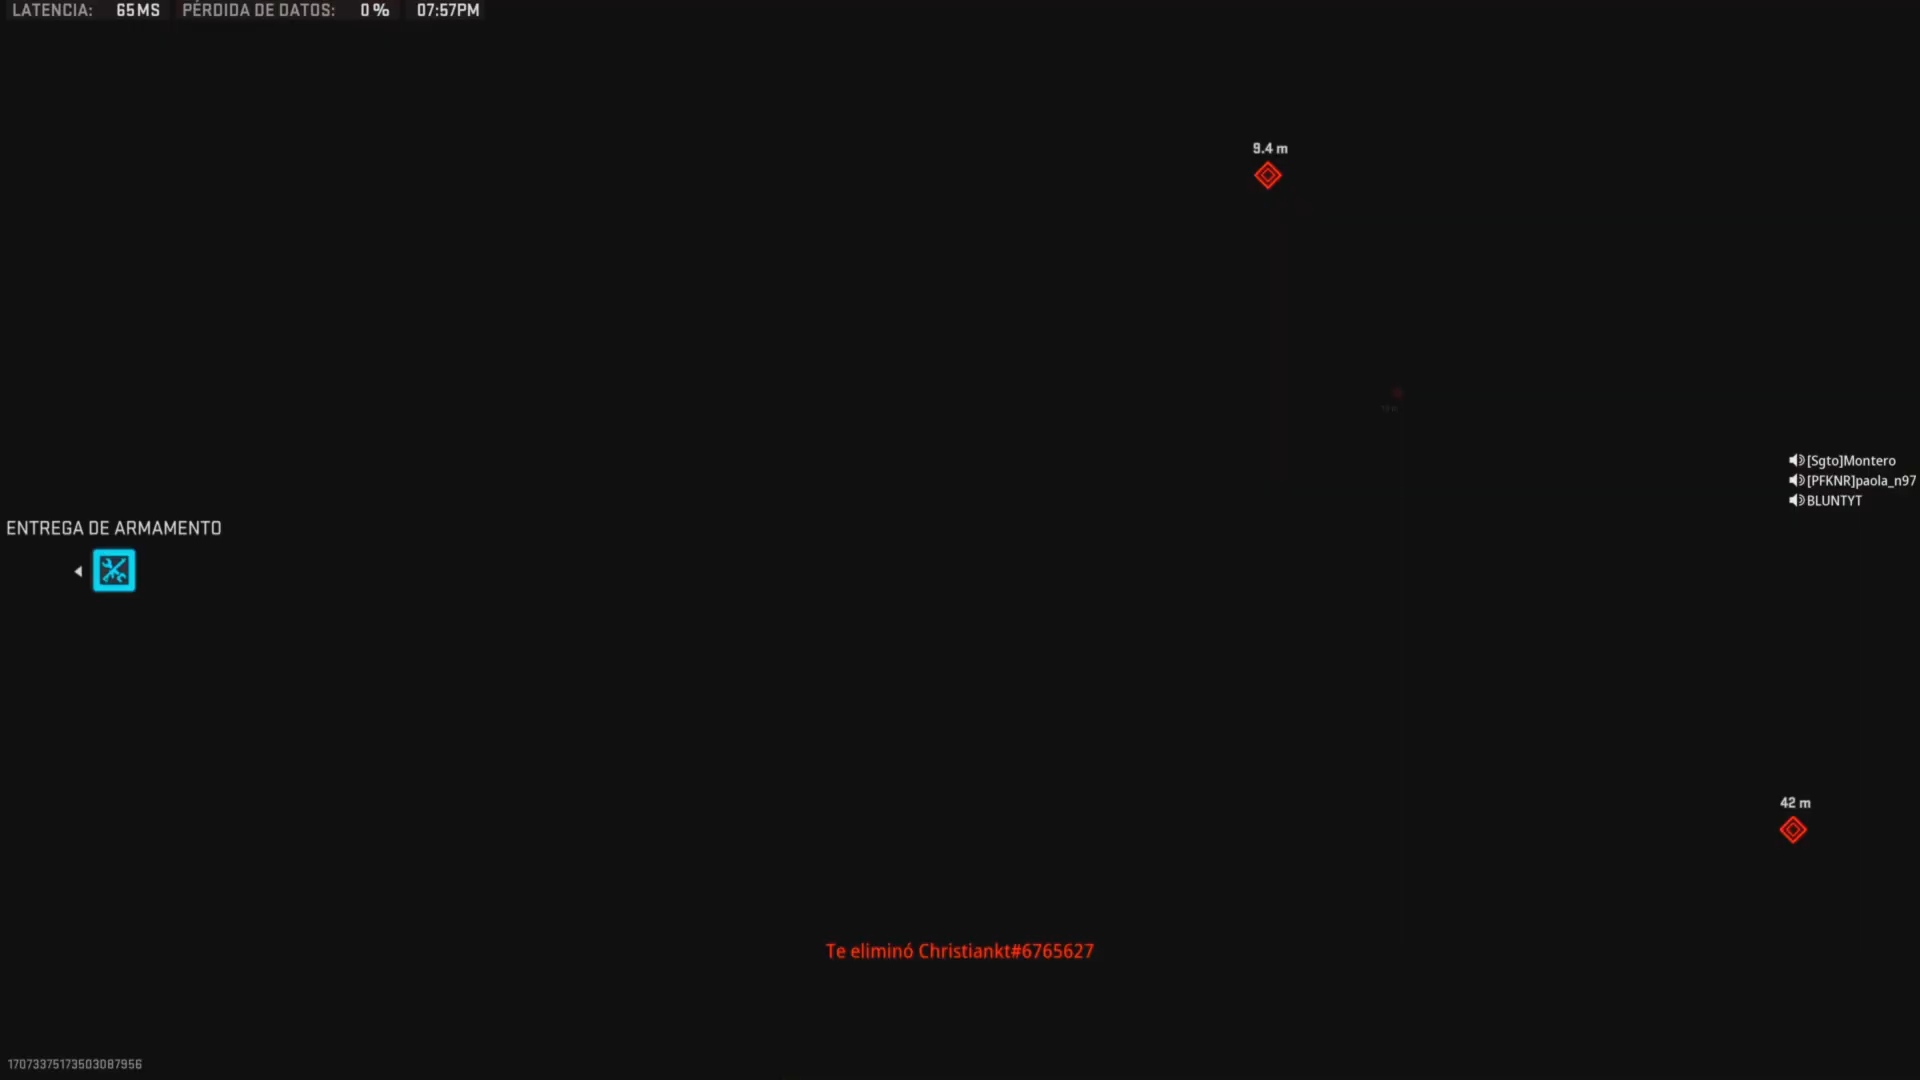 LATENCIA: 65MS PÉRDIDA DE DATOS: 0% 07:57PM
9.4 m
[Sgto]Montero
[PFKNR]paola_n97
BLUNTYT
ENTREGA DE ARMAMENTO
42 m
Te eliminó Christiankt#6765627
17073375173503087956